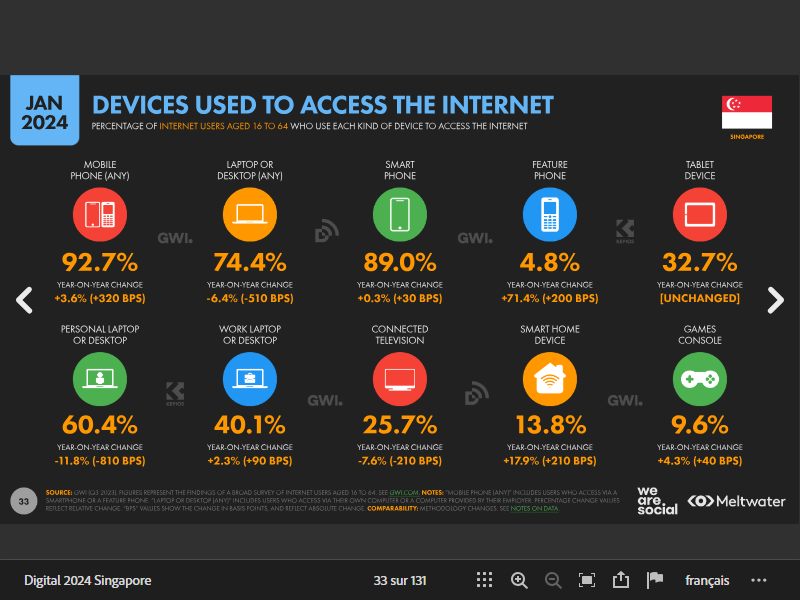 JAN
2024
DEVICES USED TO ACCESS THE INTERNET
PERCENTAGE OF INTERNET USERS AGED 16 TO 64 WHO USE EACH KIND OF DEVICE TO ACCESS THE INTERNET
SINGAPORE
MOBILE
PHONE (ANY)
92.7%
YEAR-ON-YEAR CHANGE
+3.6% (+320 BPS)
LAPTOP OR
DESKTOP (ANY)
74.4%
YEAR-ON-YEAR CHANGE
-6.4% (-510 BPS)
SMART
PHONE
89.0%
YEAR-ON-YEAR CHANGE
+0.3% (+30 BPS)
FEATURE
PHONE
4.8%
YEAR-ON-YEAR CHANGE
+71.4% (+200 BPS)
TABLET
DEVICE
32.7%
YEAR-ON-YEAR CHANGE
[UNCHANGED]
GWI.
GWI.
KEPIOS
PERSONAL LAPTOP
OR DESKTOP
60.4%
YEAR-ON-YEAR CHANGE
-11.8% (-810 BPS)
WORK LAPTOP
OR DESKTOP
40.1%
YEAR-ON-YEAR CHANGE
+2.3% (+90 BPS)
CONNECTED
TELEVISION
25.7%
YEAR-ON-YEAR CHANGE
-7.6% (-210 BPS)
SMART HOME
DEVICE
13.8%
YEAR-ON-YEAR CHANGE
+17.9% (+210 BPS)
GAMES
CONSOLE
9.6%
YEAR-ON-YEAR CHANGE
+4.3% (+40 BPS)
KEPIOS
GWI.
GWI.
33
SOURCE: GWI (Q3 2023). FIGURES REPRESENT THE FINDINGS OF A BROAD SURVEY OF INTERNET USERS AGED 16 TO 64. SEE GWI.COM. NOTES: "MOBILE PHONE (ANY)" INCLUDES USERS WHO ACCESS VIA A
SMARTPHONE OR A FEATURE PHONE. "LAPTOP OR DESKTOP (ANY)" INCLUDES USERS WHO ACCESS VIA THEIR OWN COMPUTER OR A COMPUTER PROVIDED BY THEIR EMPLOYER. PERCENTAGE CHANGE VALUES
REFLECT RELATIVE CHANGE. "BPS" VALUES SHOW THE CHANGE IN BASIS POINTS, AND REFLECT ABSOLUTE CHANGE. COMPARABILITY: METHODOLOGY CHANGES. SEE NOTES ON DATA.
we
are.
social
Meltwater
Digital 2024 Singapore
33 sur 131
français